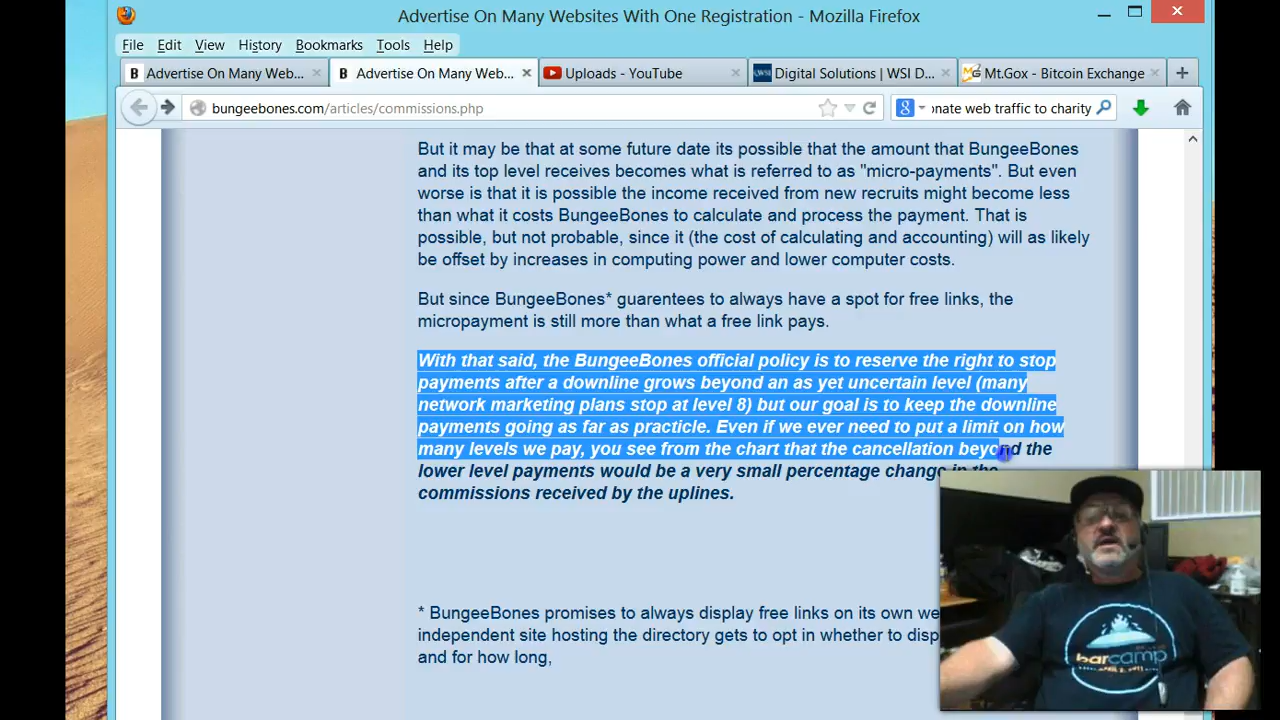 Advertise On Many Websites With One Registration - Mozilla Firefox
File Edit View History Bookmarks Tools Help
B Advertise On Many Web...
B Advertise On Many Web...
Uploads - YouTube
WSI Digital Solutions | WSI D...
Mt.Gox - Bitcoin Exchange
bungeebones.com/articles/commissions.php
onate web traffic to charity
But it may be that at some future date its possible that the amount that BungeeBones
and its top level receives becomes what is referred to as "micro-payments". But even
worse is that it is possible the income received from new recruits might become less
than what it costs BungeeBones to calculate and process the payment. That is
possible, but not probable, since it (the cost of calculating and accounting) will as likely
be offset by increases in computing power and lower computer costs.
But since BungeeBones* guarentees to always have a spot for free links, the
micropayment is still more than what a free link pays.
With that said, the BungeeBones official policy is to reserve the right to stop
payments after a downline grows beyond an as yet uncertain level (many
network marketing plans stop at level 8) but our goal is to keep the downline
payments going as far as practicle. Even if we ever need to put a limit on how
many levels we pay, you see from the chart that the cancellation beyond the
lower level payments would be a very small percentage change in the
commissions received by the uplines.
* BungeeBones promises to always display free links on its own we
independent site hosting the directory gets to opt in whether to disp
and for how long,
barcamp